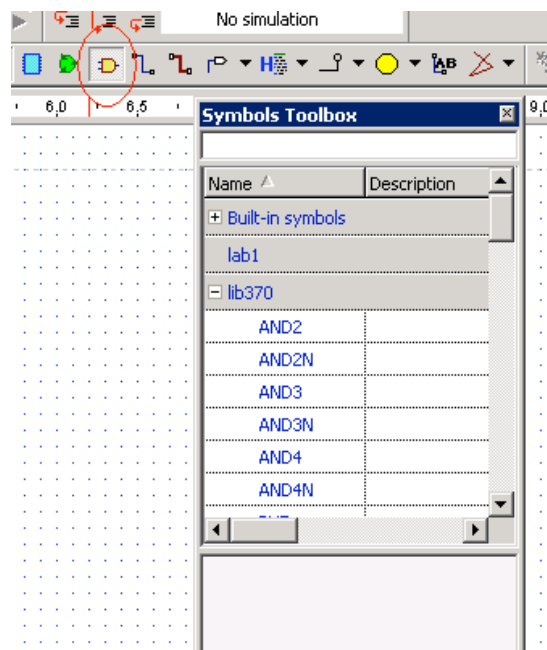 No simulation
H
AB
6,0 6,5 9,0
Symbols Toolbox
Name Description
Built-in symbols
lab1
lib370
AND2
AND2N
AND3
AND3N
AND4
AND4N